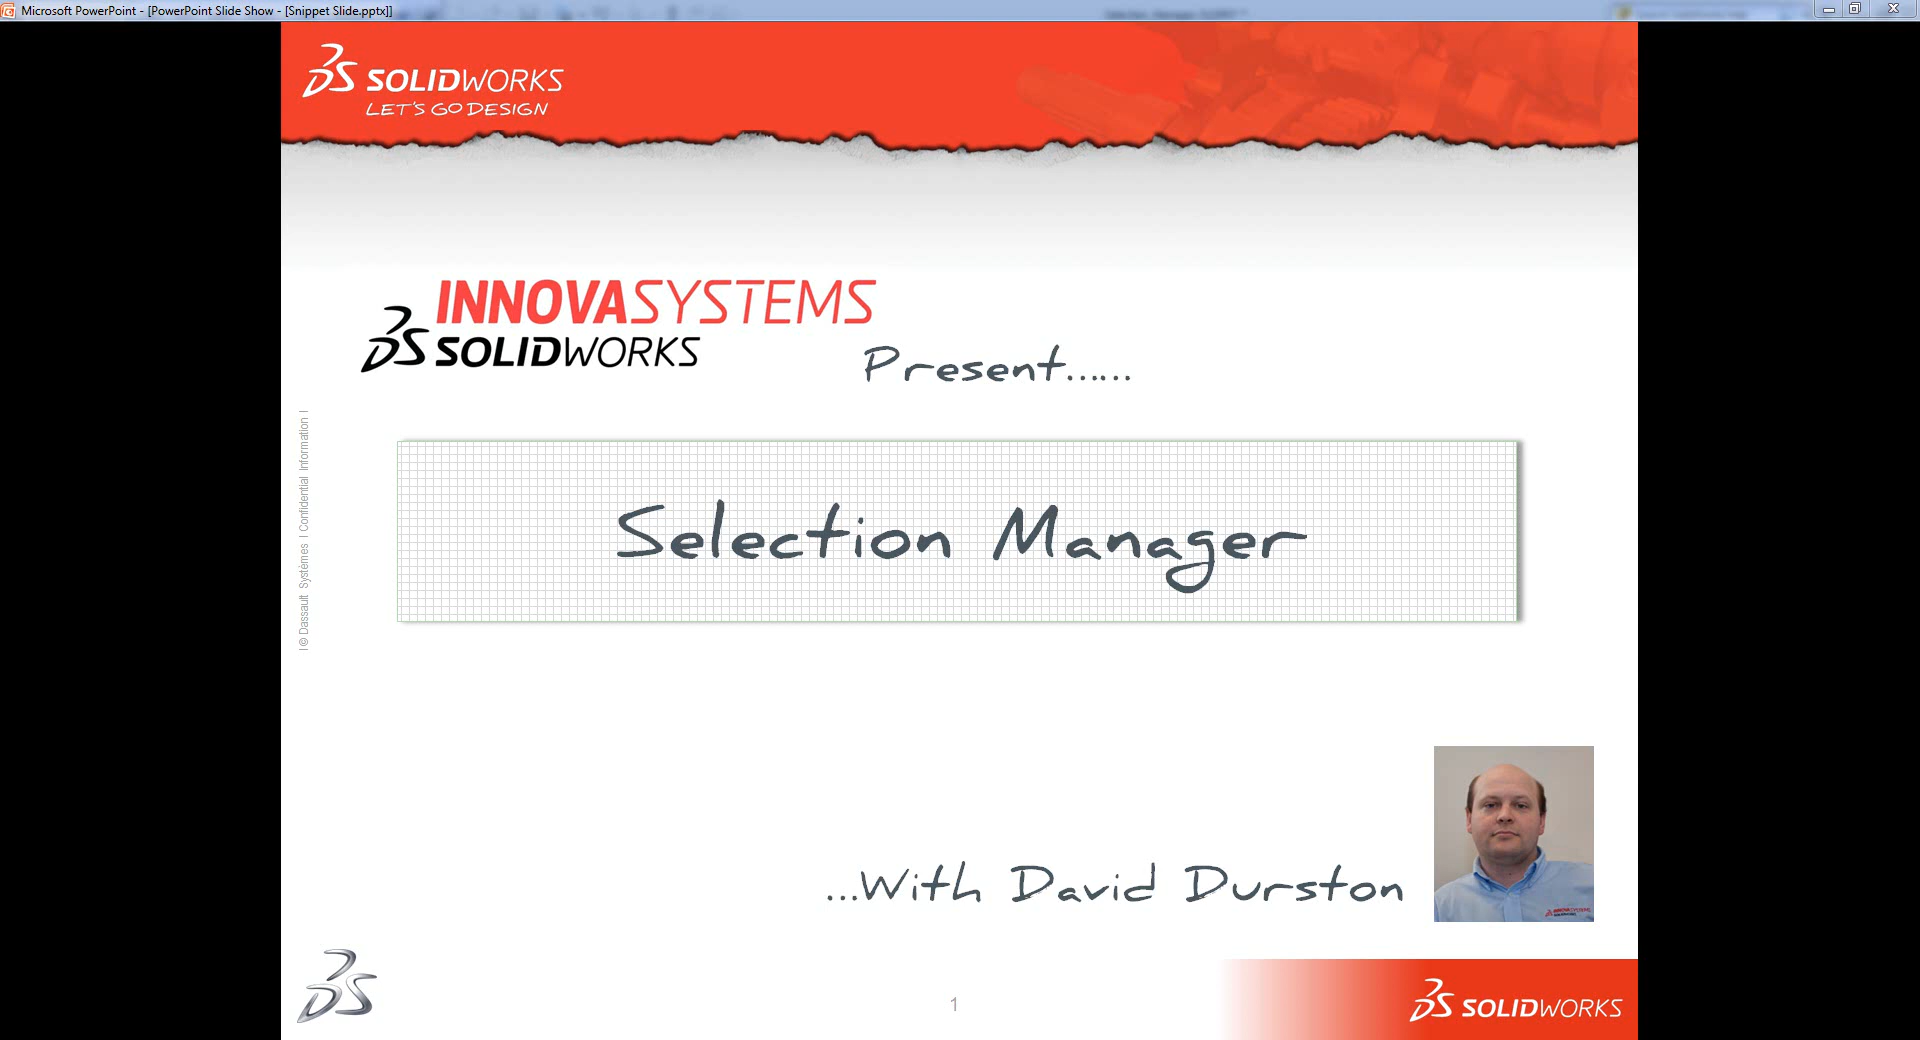 Microsoft PowerPoint - [PowerPoint Slide Show - [Snippet Slide.pptx]]
SOLIDWORKS
LET'S GO DESIGN
INNOVASYSTEMS
SOLIDWORKS
Present......
I © Dassault Systèmes I Confidential Information I
Selection Manager
...With David Durston
INNOVASYSTEMS
1
SOLIDWORKS